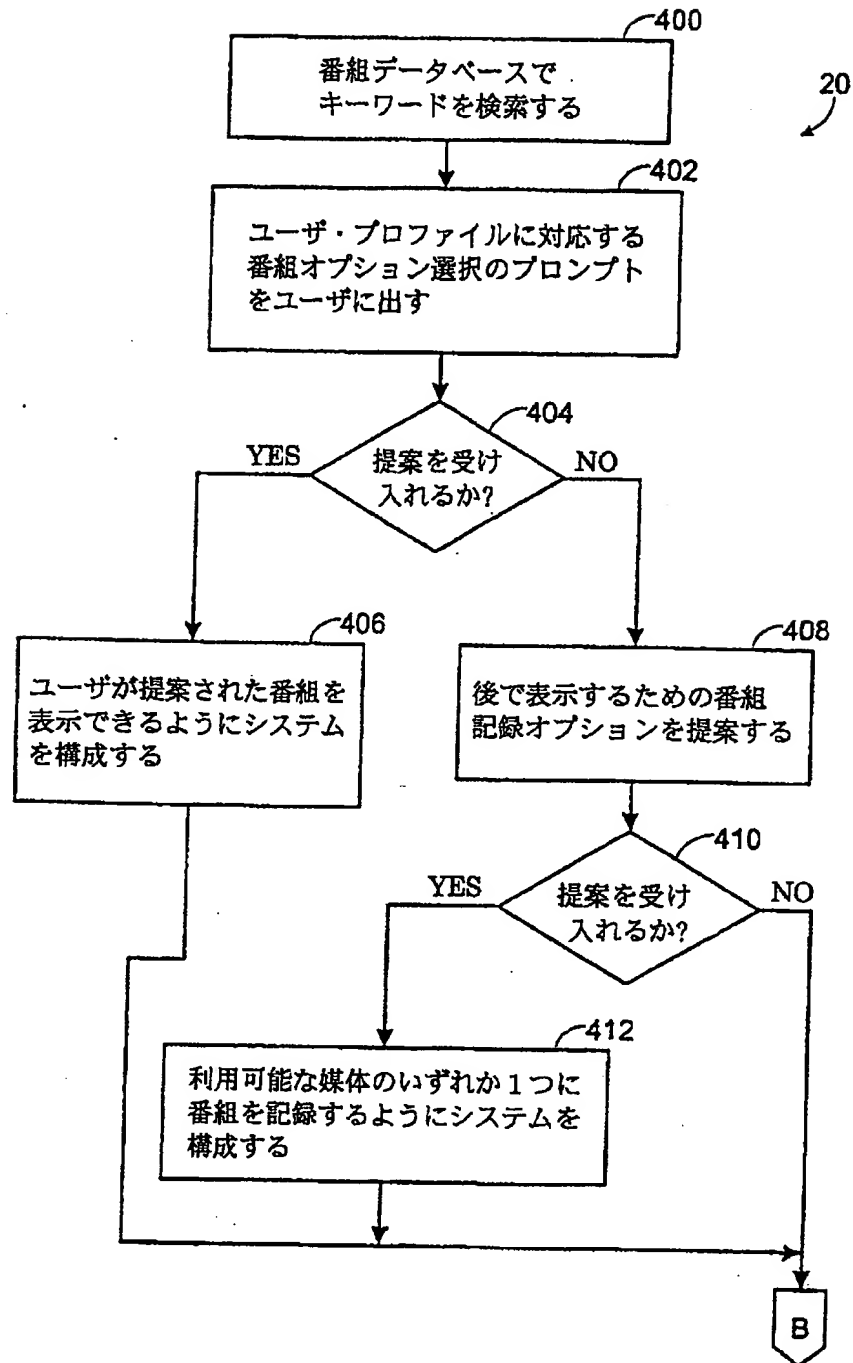 400
番組データベースで
キーワードを検索する
20
402
ユーザ・プロファイルに対応する
番組オプション選択のプロンプト
をユーザに出す
404
YES
提案を受け
入れるか?
NO
406
ユーザが提案された番組を
表示できるようにシステム
を構成する
408
後で表示するための番組
記録オプションを提案する
410
YES
提案を受け
入れるか?
NO
412
利用可能な媒体のいずれか1つに
番組を記録するようにシステムを
構成する
B